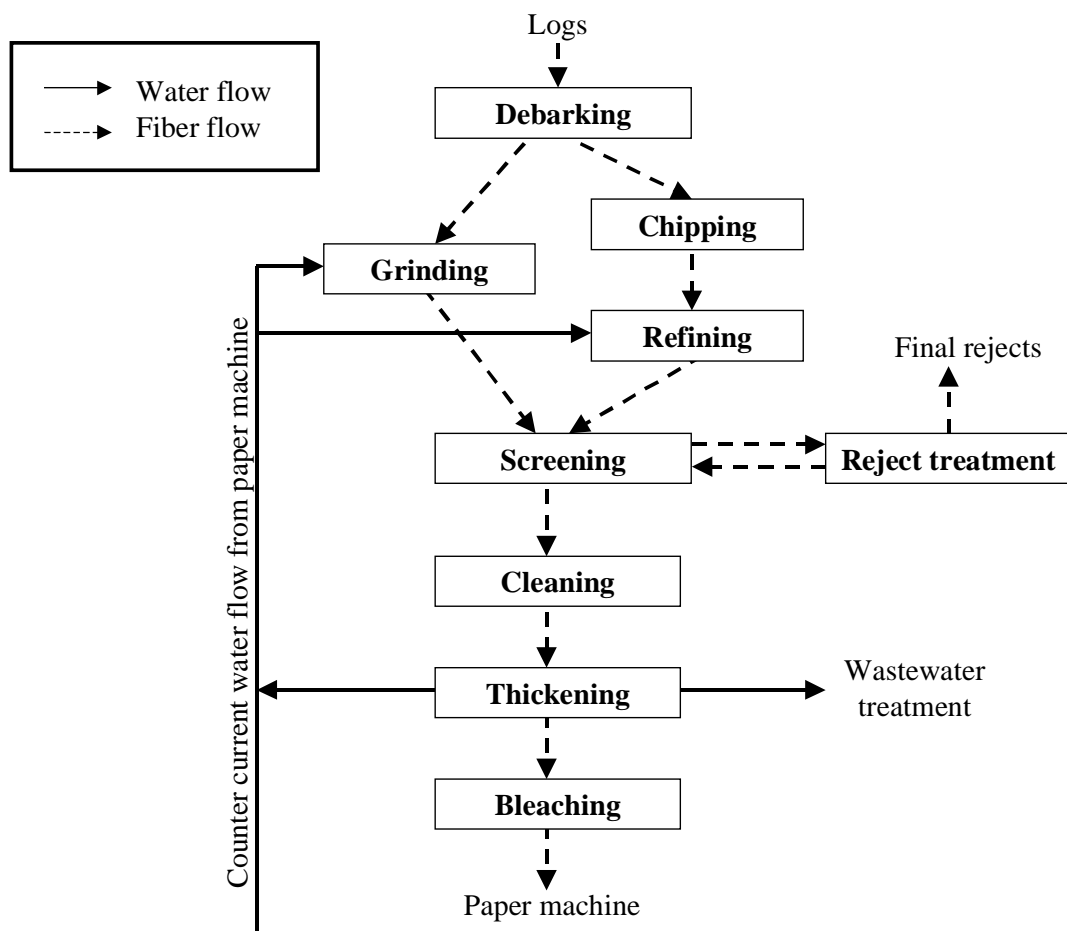 Logs
Water flow
Fiber flow
Debarking
Chipping
Grinding
Refining
Final rejects
Screening
Reject treatment
Cleaning
Thickening
Wastewater
treatment
Bleaching
Paper machine
Counter current water flow from paper machine